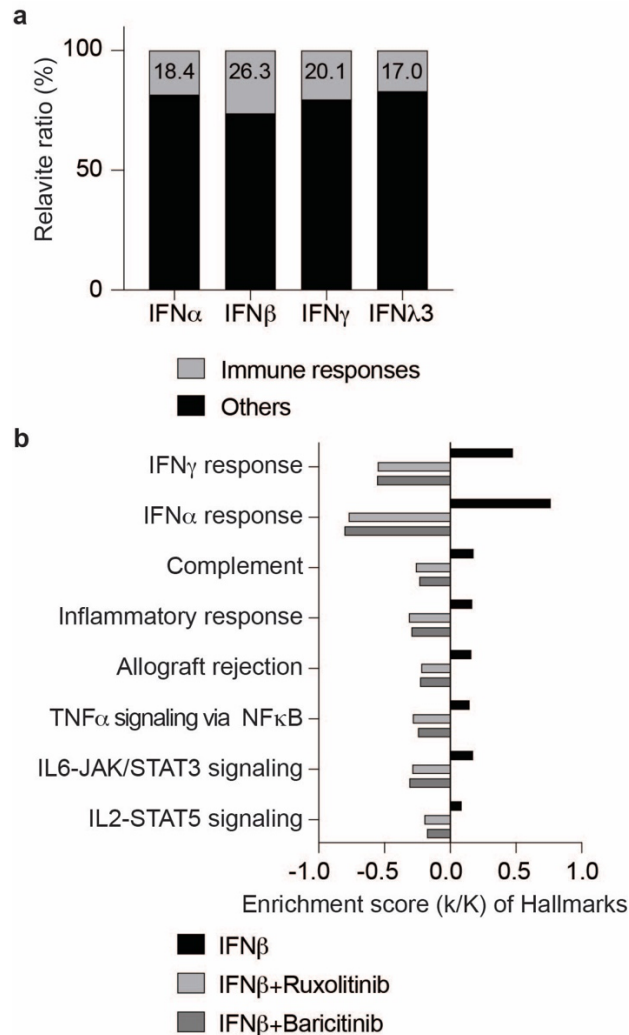 a
Relavite ratio (%)
100
50
0
18.4 26.3 20.1 17.0
IFNα IFNβ IFNγ IFNλ3
Immune responses
Others
b
IFNγ response
IFNα response
Complement
Inflammatory response
Allograft rejection
TNFα signaling via NFκB
IL6-JAK/STAT3 signaling
IL2-STAT5 signaling
-1.0 -0.5 0.0 0.5 1.0
Enrichment score (k/K) of Hallmarks
IFNβ
IFNβ+Ruxolitinib
IFNβ+Baricitinib